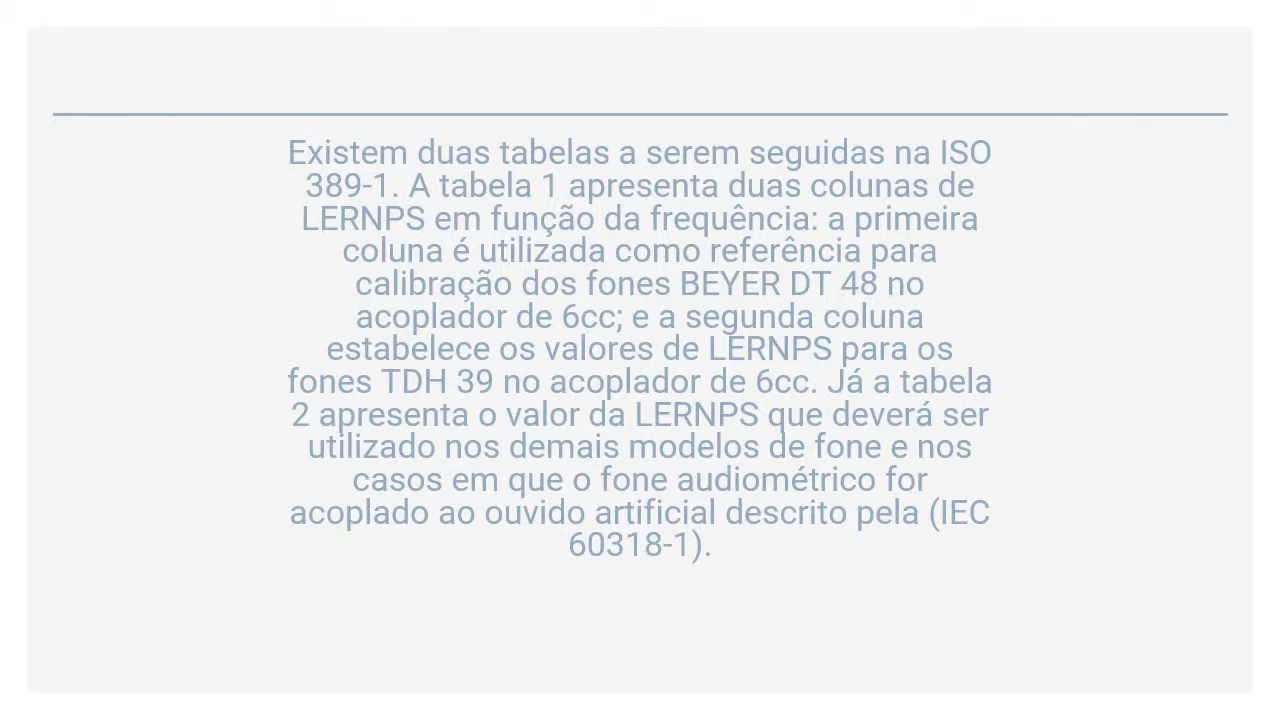 Existem duas tabelas a serem seguidas na ISO
389-1. A tabela 1 apresenta duas colunas de
LERNPS em função da frequência: a primeira
coluna é utilizada como referência para
calibração dos fones BEYER DT 48 no
acoplador de 6cc; e a segunda coluna
estabelece os valores de LERNPS para os
fones TDH 39 no acoplador de 6cc. Já a tabela
2 apresenta o valor da LERNPS que deverá ser
utilizado nos demais modelos de fone e nos
casos em que o fone audiométrico for
acoplado ao ouvido artificial descrito pela (IEC
60318-1).